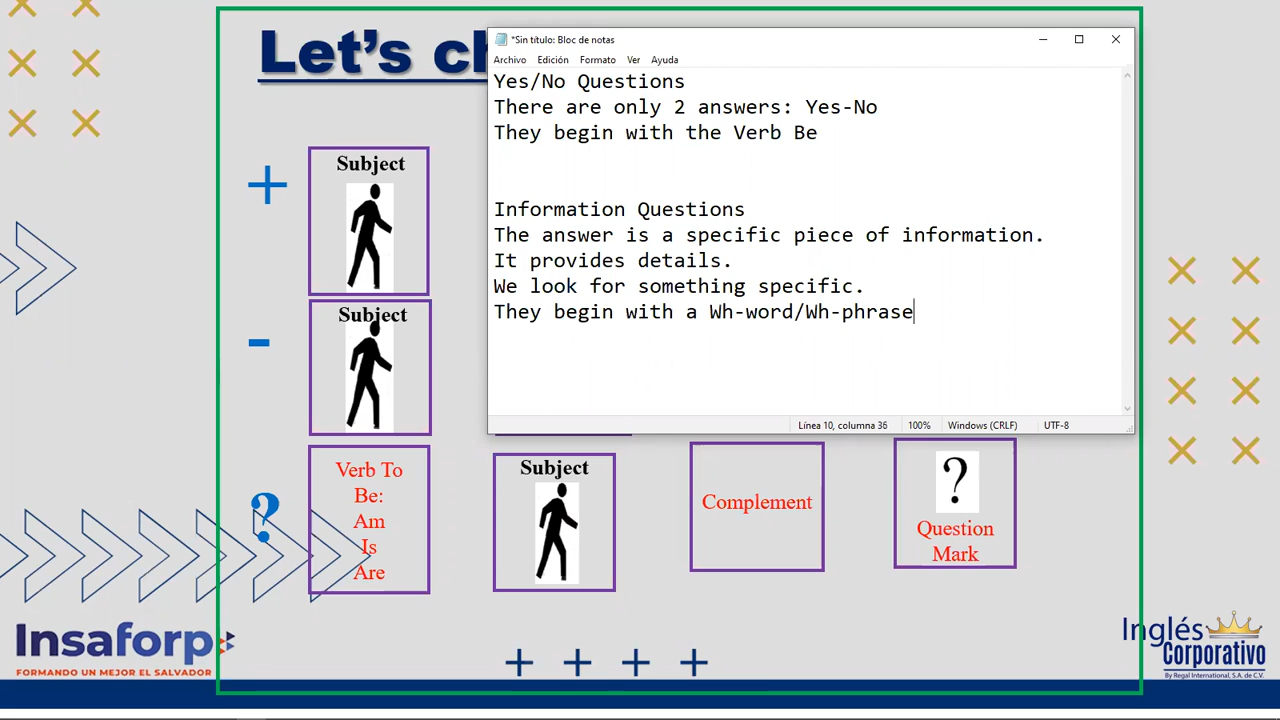 Let's ch
*Sin título: Bloc de notas
Archivo Edición Formato Ver Ayuda
Yes/No Questions
There are only 2 answers: Yes-No
They begin with the Verb Be
Information Questions
The answer is a specific piece of information.
It provides details.
We look for something specific.
They begin with a Wh-word/Wh-phrase
Línea 10, columna 36 100% Windows (CRLF) UTF-8
+
Subject
-
Subject
?
Verb To
Be:
Am
Is
Are
Subject
Complement
?
Question
Mark
Insaforp
FORMANDO UN MEJOR EL SALVADOR
Inglés
Corporativo
By Regal International, S.A. de C.V.